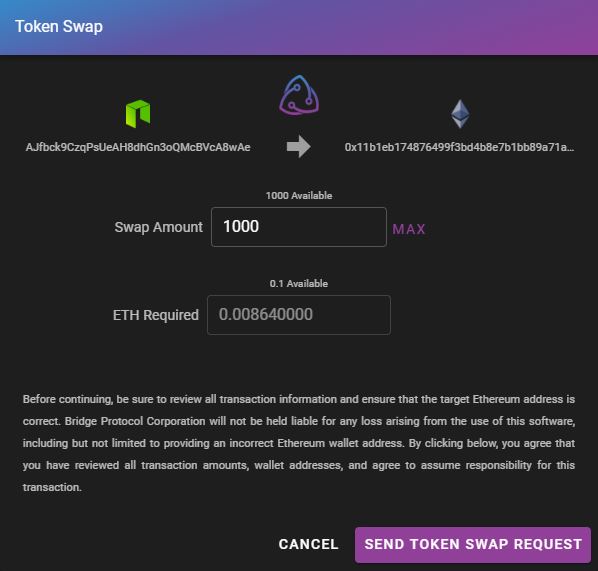 Token Swap
AJfbck9CzqPsUeAH8dhGn3oQMcBVcA8wAe
0x11b1eb174876499f3bd4b8e7b1bb89a71a...
1000 Available
Swap Amount
1000
MAX
0.1 Available
ETH Required
0.008640000
Before continuing, be sure to review all transaction information and ensure that the target Ethereum address is
correct. Bridge Protocol Corporation will not be held liable for any loss arising from the use of this software,
including but not limited to providing an incorrect Ethereum wallet address. By clicking below, you agree that
you have reviewed all transaction amounts, wallet addresses, and agree to assume responsibility for this
transaction.
CANCEL
SEND TOKEN SWAP REQUEST